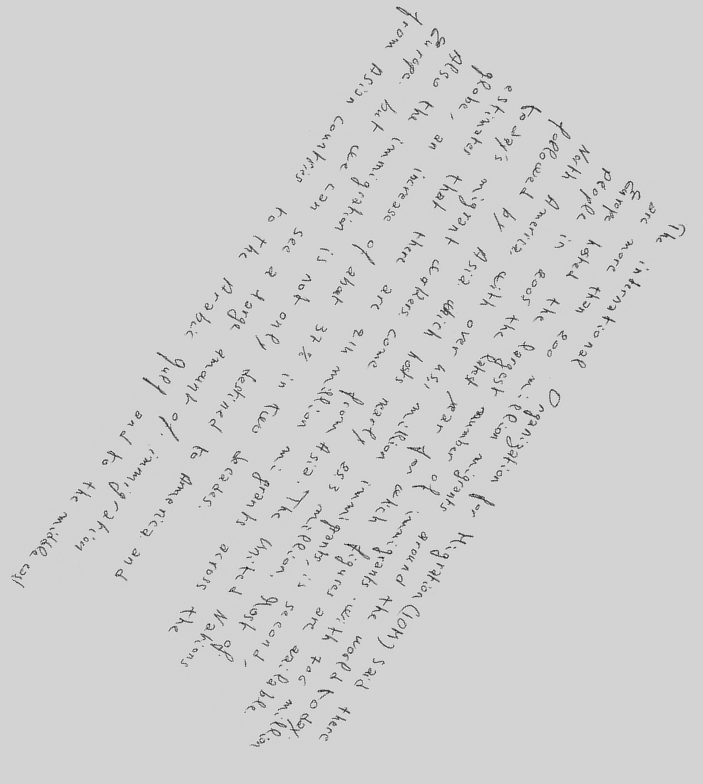 The international Organization for Migration (IOM) said there
are more than 200 million migrants around the world today.
Europe hosted the largest number of immigrants. with 70.6 million
people in 2005 the lated year for which figures are available.
North America. with over 45,1 million immigrants, is second,
followed by Asia which hosts nearly 25.3 million. Most of
today's migrant workers come from Asia. The United Nations
estimates that there are 214 million migrants across the
globe, an increase of abat 37% in two decades.
Also the immigration is not only destined to America and
Europe. but we can see a large amount of. immigration
from Asian countries to the Arabic gulf and to the middle east